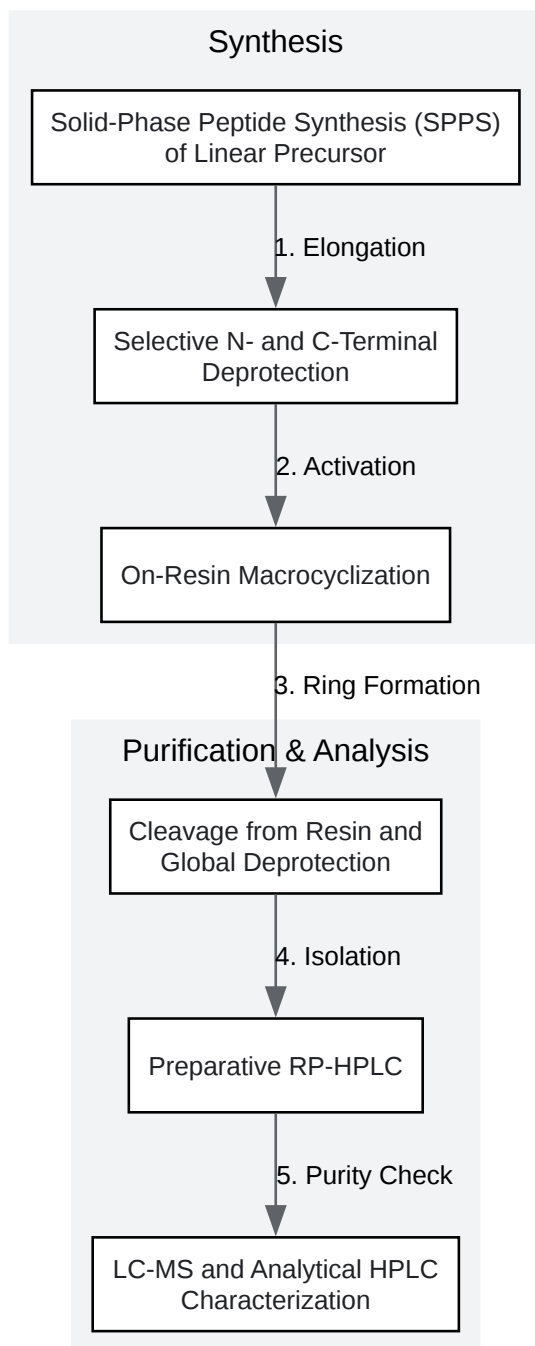 Synthesis
Solid-Phase Peptide Synthesis (SPPS)
of Linear Precursor
1. Elongation
Selective N- and C-Terminal
Deprotection
2. Activation
On-Resin Macrocyclization
3. Ring Formation
Purification & Analysis
Cleavage from Resin and
Global Deprotection
4. Isolation
Preparative RP-HPLC
5. Purity Check
LC-MS and Analytical HPLC
Characterization